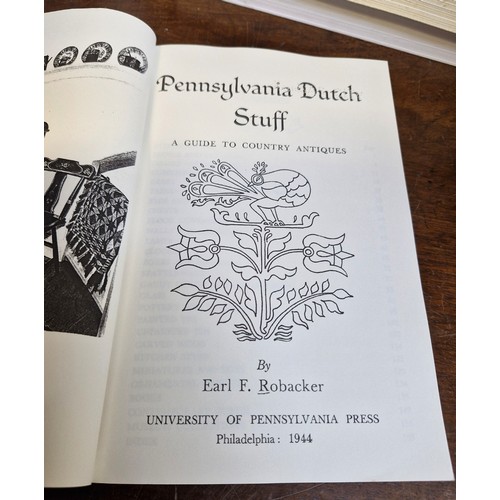 Pennsylvania Dutch
Stuff
A GUIDE TO COUNTRY ANTIQUES
By
Earl F. Robacker
UNIVERSITY OF PENNSYLVANIA PRESS
Philadelphia: 1944